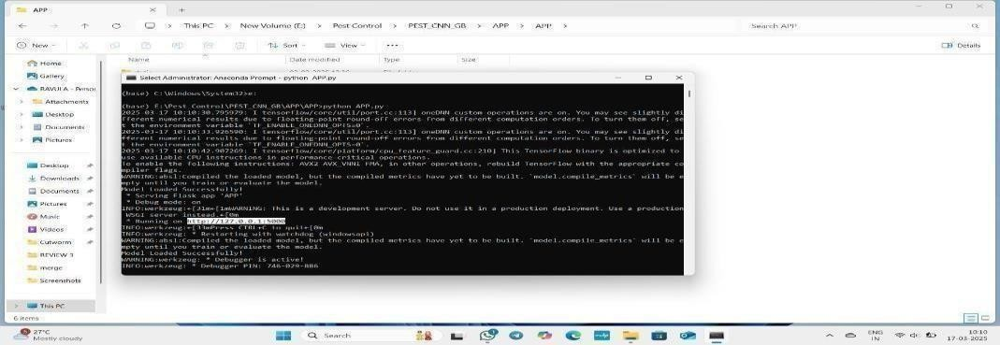 APP
This PC > New Volume (E:) > Pest Control > PEST_CNN_GB > APP > APP >
Search APP
New
Sort
View
Details
Name
Date modified
Type
Size
Home
Gallery
RAVULA - Perso
Attachments
Desktop
Documents
Pictures
Desktop
Downloads
Documents
Pictures
Music
Videos
Cutworm
REVIEW 3
merge
Screenshots
This PC
6 items
Select Administrator: Anaconda Prompt - python APP.py
(base) C:\Windows\System32>e:
(base) E:\Pest Control\PEST_CNN_GB\APP\APP>python APP.py
2025-03-17 10:10:30.795979: I tensorflow/core/util/port.cc:113] oneDNN custom operations are on. You may see slightly di
fferent numerical results due to floating-point round-off errors from different computation orders. To turn them off, se
t the environment variable `TF_ENABLE_ONEDNN_OPTS=0`.
2025-03-17 10:10:33.926590: I tensorflow/core/util/port.cc:113] oneDNN custom operations are on. You may see slightly di
fferent numerical results due to floating-point round-off errors from different computation orders. To turn them off, se
t the environment variable `TF_ENABLE_ONEDNN_OPTS=0`.
2025-03-17 10:10:42.907269: I tensorflow/core/platform/cpu_feature_guard.cc:210] This TensorFlow binary is optimized to
use available CPU instructions in performance-critical operations.
To enable the following instructions: AVX2 AVX_VNNI FMA, in other operations, rebuild TensorFlow with the appropriate co
mpiler flags.
WARNING:absl:Compiled the loaded model, but the compiled metrics have yet to be built. `model.compile_metrics` will be e
mpty until you train or evaluate the model.
Model Loaded Successfully!
* Serving Flask app 'APP'
* Debug mode: on
INFO:werkzeug:←[31m←[1mWARNING: This is a development server. Do not use it in a production deployment. Use a production
WSGI server instead.←[0m
* Running on http://127.0.0.1:5000
INFO:werkzeug:←[33mPress CTRL+C to quit←[0m
INFO:werkzeug: * Restarting with watchdog (windowsapi)
WARNING:absl:Compiled the loaded model, but the compiled metrics have yet to be built. `model.compile_metrics` will be e
mpty until you train or evaluate the model.
Model Loaded Successfully!
WARNING:werkzeug: * Debugger is active!
INFO:werkzeug: * Debugger PIN: 746-029-886
27°C
Mostly cloudy
Search
ENG
IN
10:10
17-03-2025